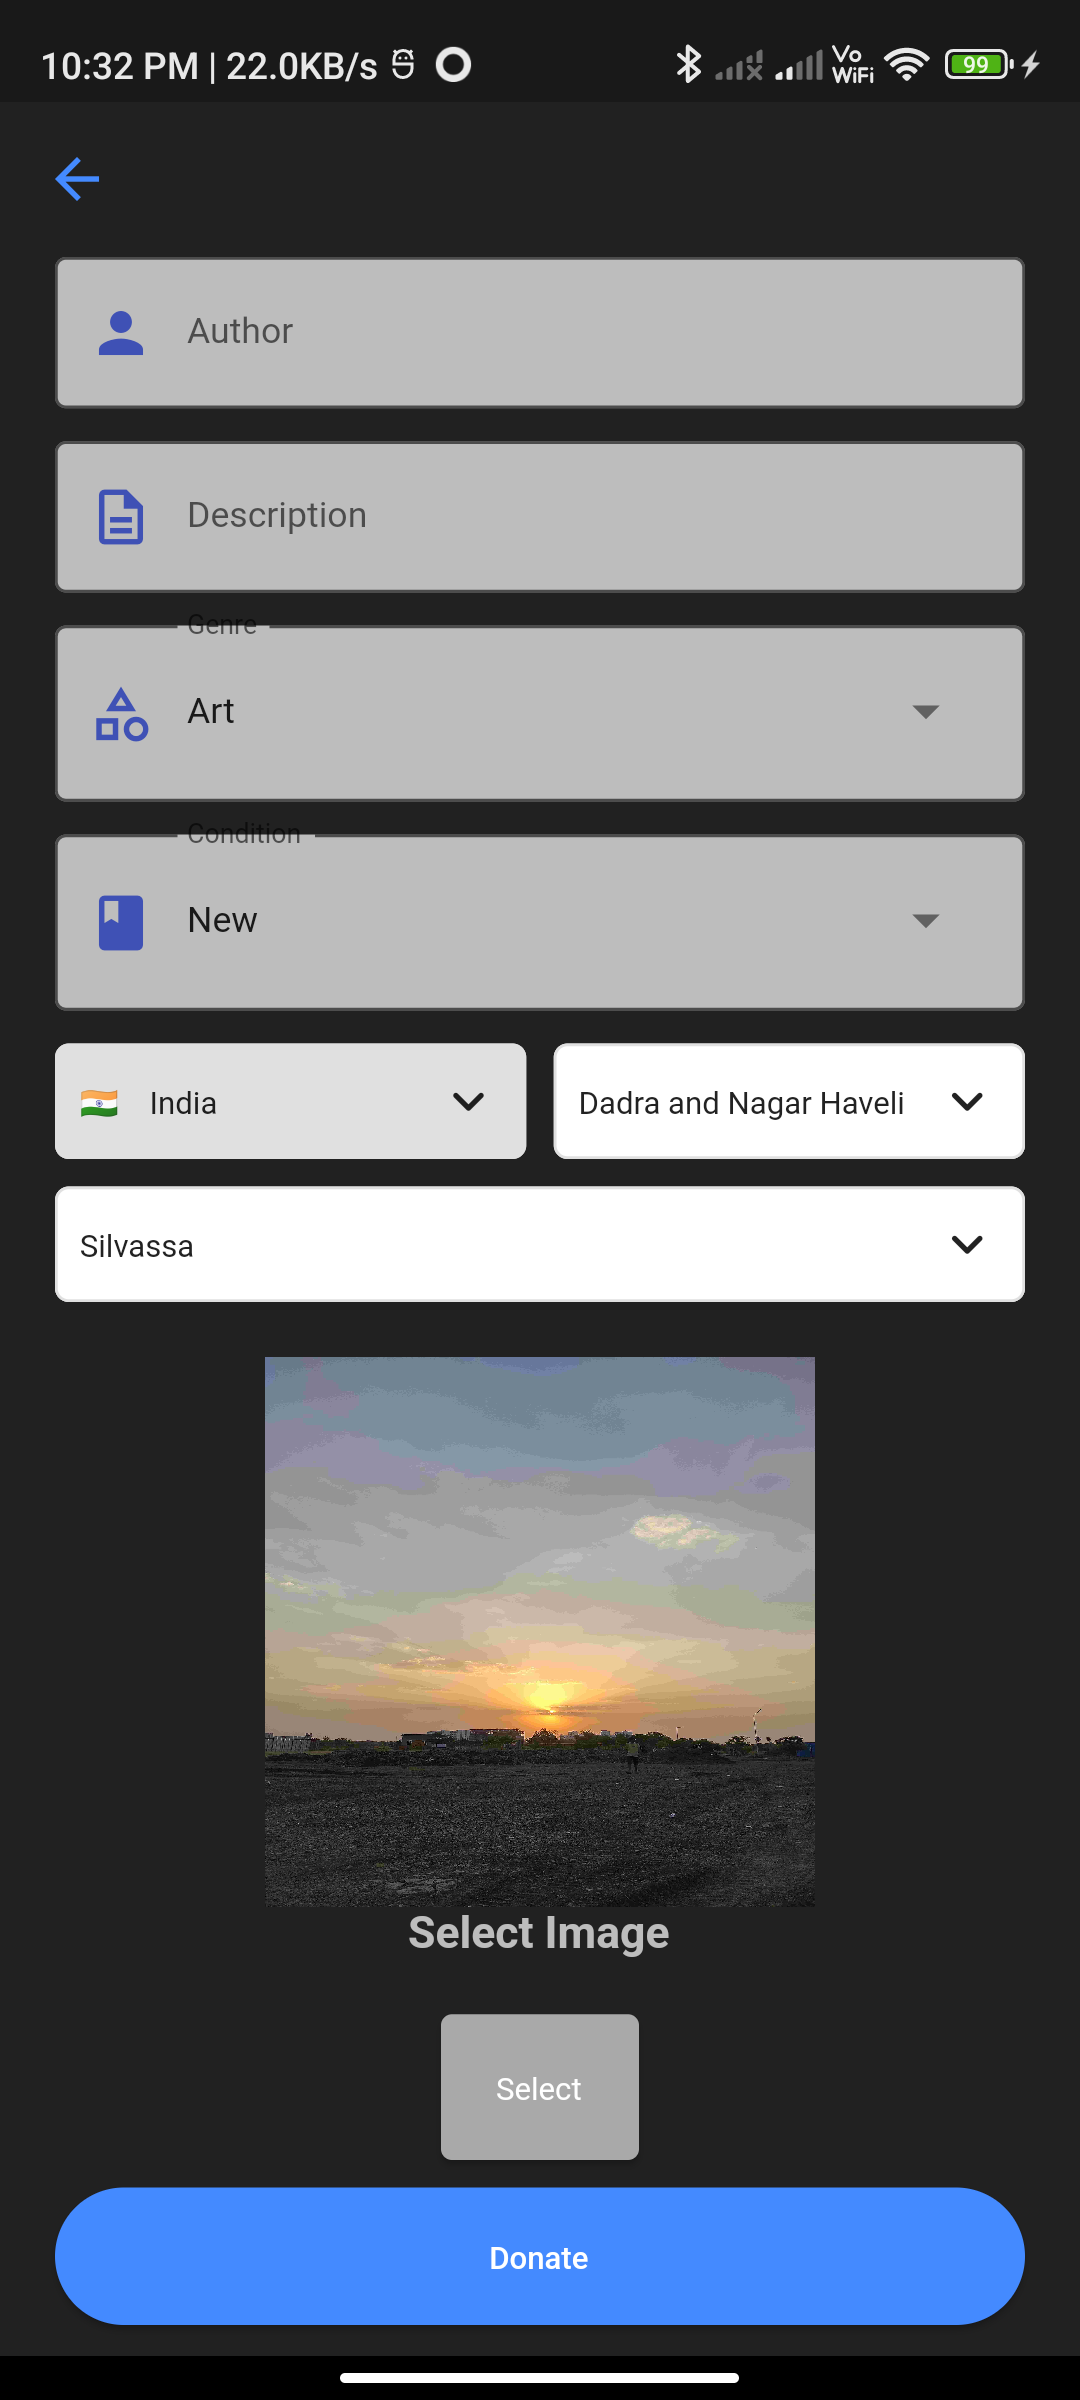 10:32 PM | 22.0KB/s Vo WiFi 99
Author
Description
Genre
Art
Condition
New
India Dadra and Nagar Haveli
Silvassa
Select Image
Select
Donate